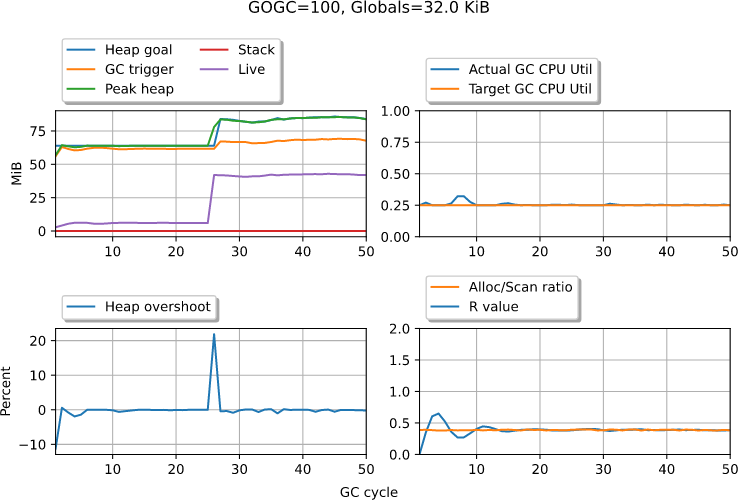 GOGC=100, Globals=32.0 KiB
Heap goal
GC trigger
Peak heap
Stack
Live
MiB
75
50
25
0
10
20
30
40
50
Actual GC CPU Util
Target GC CPU Util
1.00
0.75
0.50
0.25
0.00
10
20
30
40
50
Heap overshoot
Percent
20
10
0
−10
10
20
30
40
50
Alloc/Scan ratio
R value
2.0
1.5
1.0
0.5
0.0
10
20
30
40
50
GC cycle